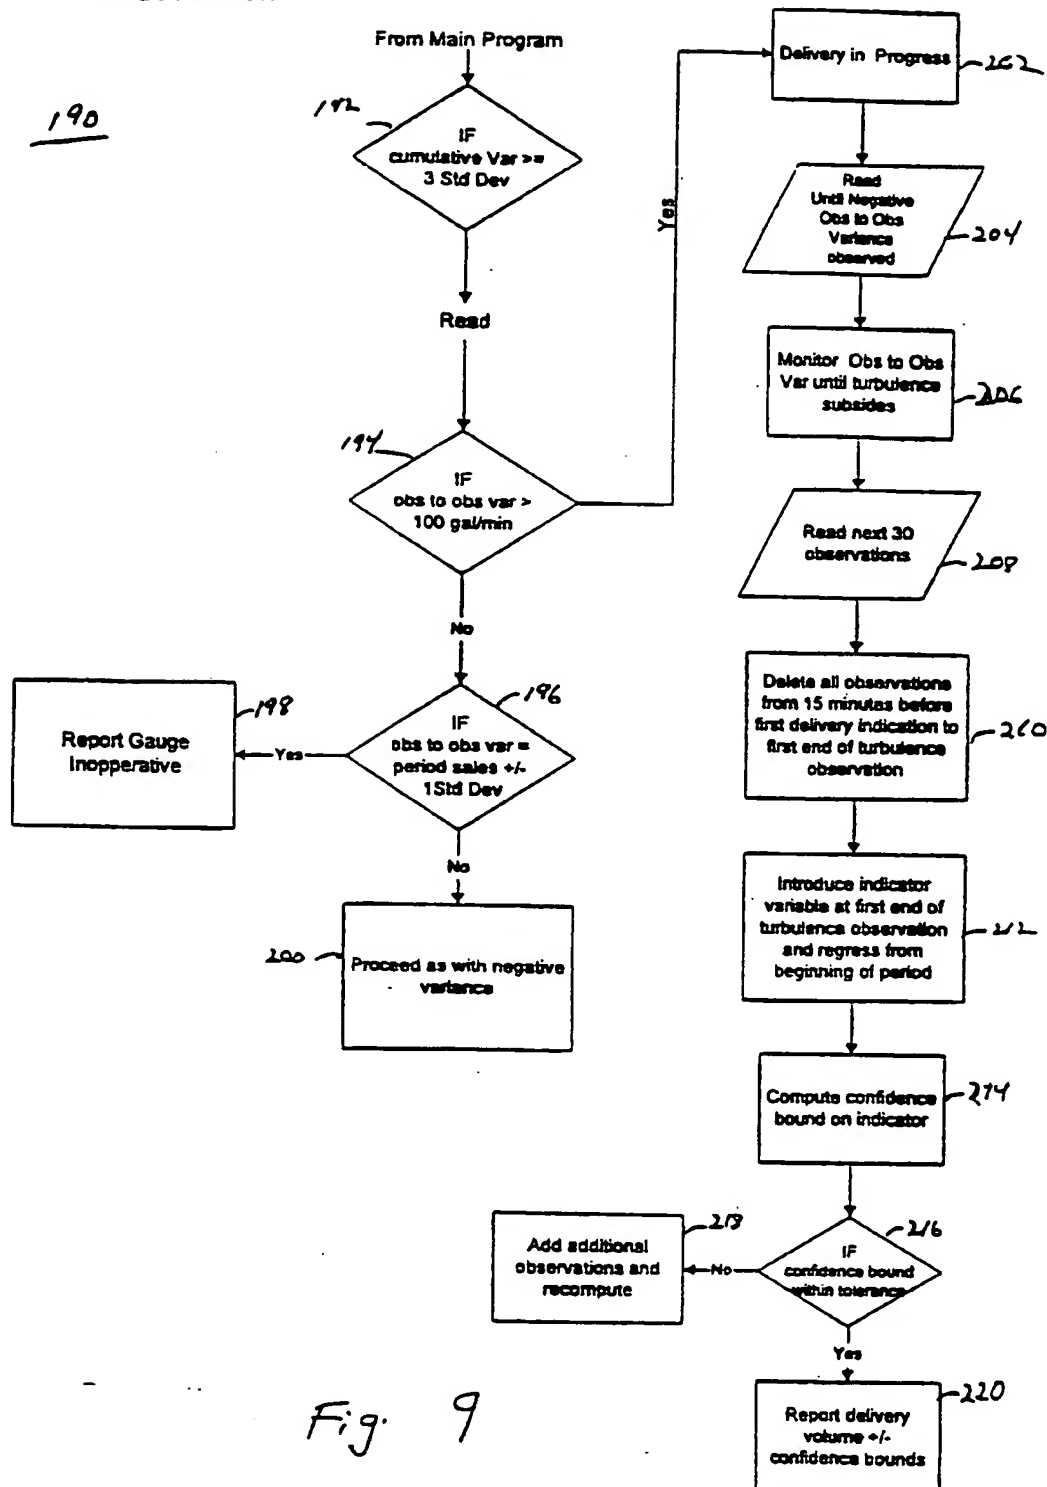 From Main Program
190
192
IF
cumulative Var >=
3 Std Dev
Read
194
IF
obs to obs var >
100 gal/min
Yes
No
196
IF
obs to obs var =
period sales +/-
1Std Dev
Yes
198
Report Gauge
Inoperative
No
200
Proceed as with negative
variance
Delivery in Progress
202
Read
Until Negative
Obs to Obs
Variance
observed
204
Monitor Obs to Obs
Var until turbulence
subsides
206
Read next 30
observations
208
Delete all observations
from 15 minutes before
first delivery indication to
first end of turbulence
observation
210
Introduce indicator
variable at first end of
turbulence observation
and regress from
beginning of period
212
Compute confidence
bound on indicator
214
216
IF
confidence bound
within tolerance
No
218
Add additional
observations and
recompute
Yes
220
Report delivery
volume +/-
confidence bounds
Fig. 9